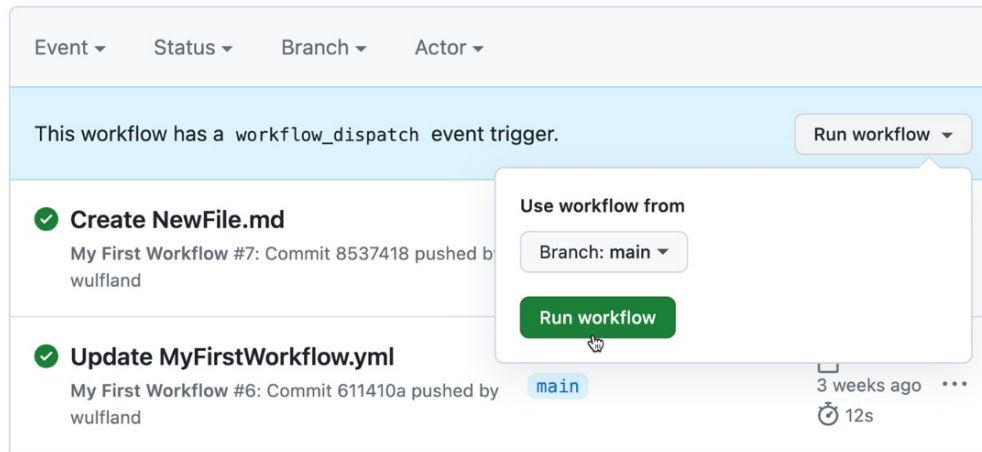 Event Status Branch Actor
This workflow has a workflow_dispatch event trigger.
Run workflow
Use workflow from
Branch: main
Run workflow
Create NewFile.md
My First Workflow #7: Commit 8537418 pushed
wulfland
Update MyFirstWorkflow.yml
My First Workflow #6: Commit 611410a pushed by
wulfland
main
3 weeks ago
12s